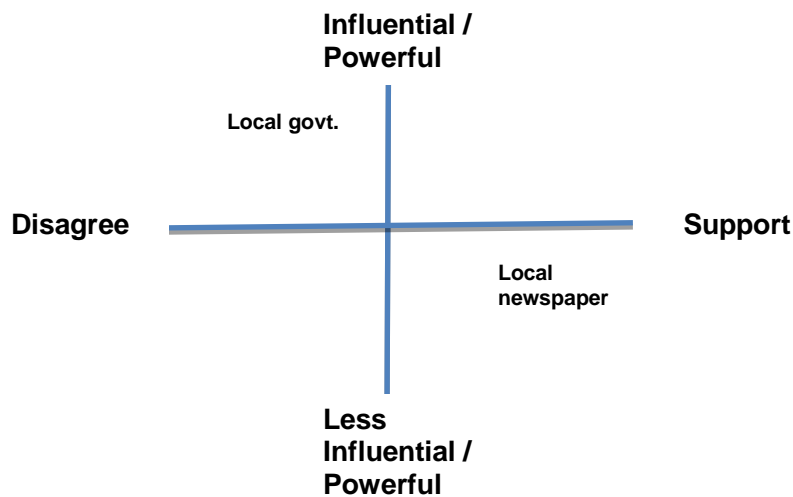 Influential /
Powerful
Local govt.
Disagree
Support
Local
newspaper
Less
Influential /
Powerful